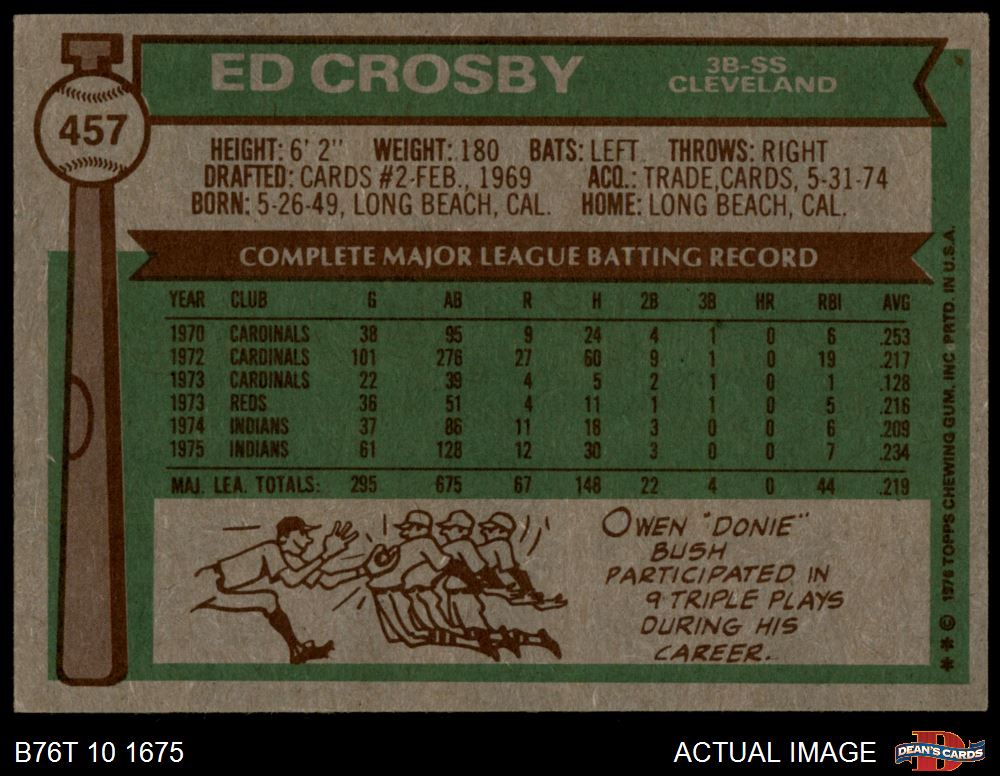 ED CROSBY
3B-SS
CLEVELAND
457
HEIGHT: 6' 2" WEIGHT: 180 BATS: LEFT THROWS: RIGHT
DRAFTED: CARDS #2-FEB., 1969 ACQ.: TRADE, CARDS, 5-31-74
BORN: 5-26-49, LONG BEACH, CAL. HOME: LONG BEACH, CAL.
COMPLETE MAJOR LEAGUE BATTING RECORD
YEAR CLUB G AB R H 2B 3B HR RBI AVG
1970 CARDINALS 38 95 9 24 4 1 0 6 .253
1972 CARDINALS 101 276 27 60 9 1 0 19 .217
1973 CARDINALS 22 39 4 5 2 1 0 1 .128
1973 REDS 36 51 4 11 1 1 0 5 .216
1974 INDIANS 37 86 11 18 3 0 0 6 .209
1975 INDIANS 61 128 12 30 3 0 0 7 .234
MAJ. LEA. TOTALS: 295 675 67 148 22 4 0 44 .219
OWEN "DONIE"
BUSH
PARTICIPATED IN
9 TRIPLE PLAYS
DURING HIS
CAREER.
* * © 1976 TOPPS CHEWING GUM, INC. PRTD. IN U.S.A.
B76T 10 1675
ACTUAL IMAGE
D
DEAN'S CARDS